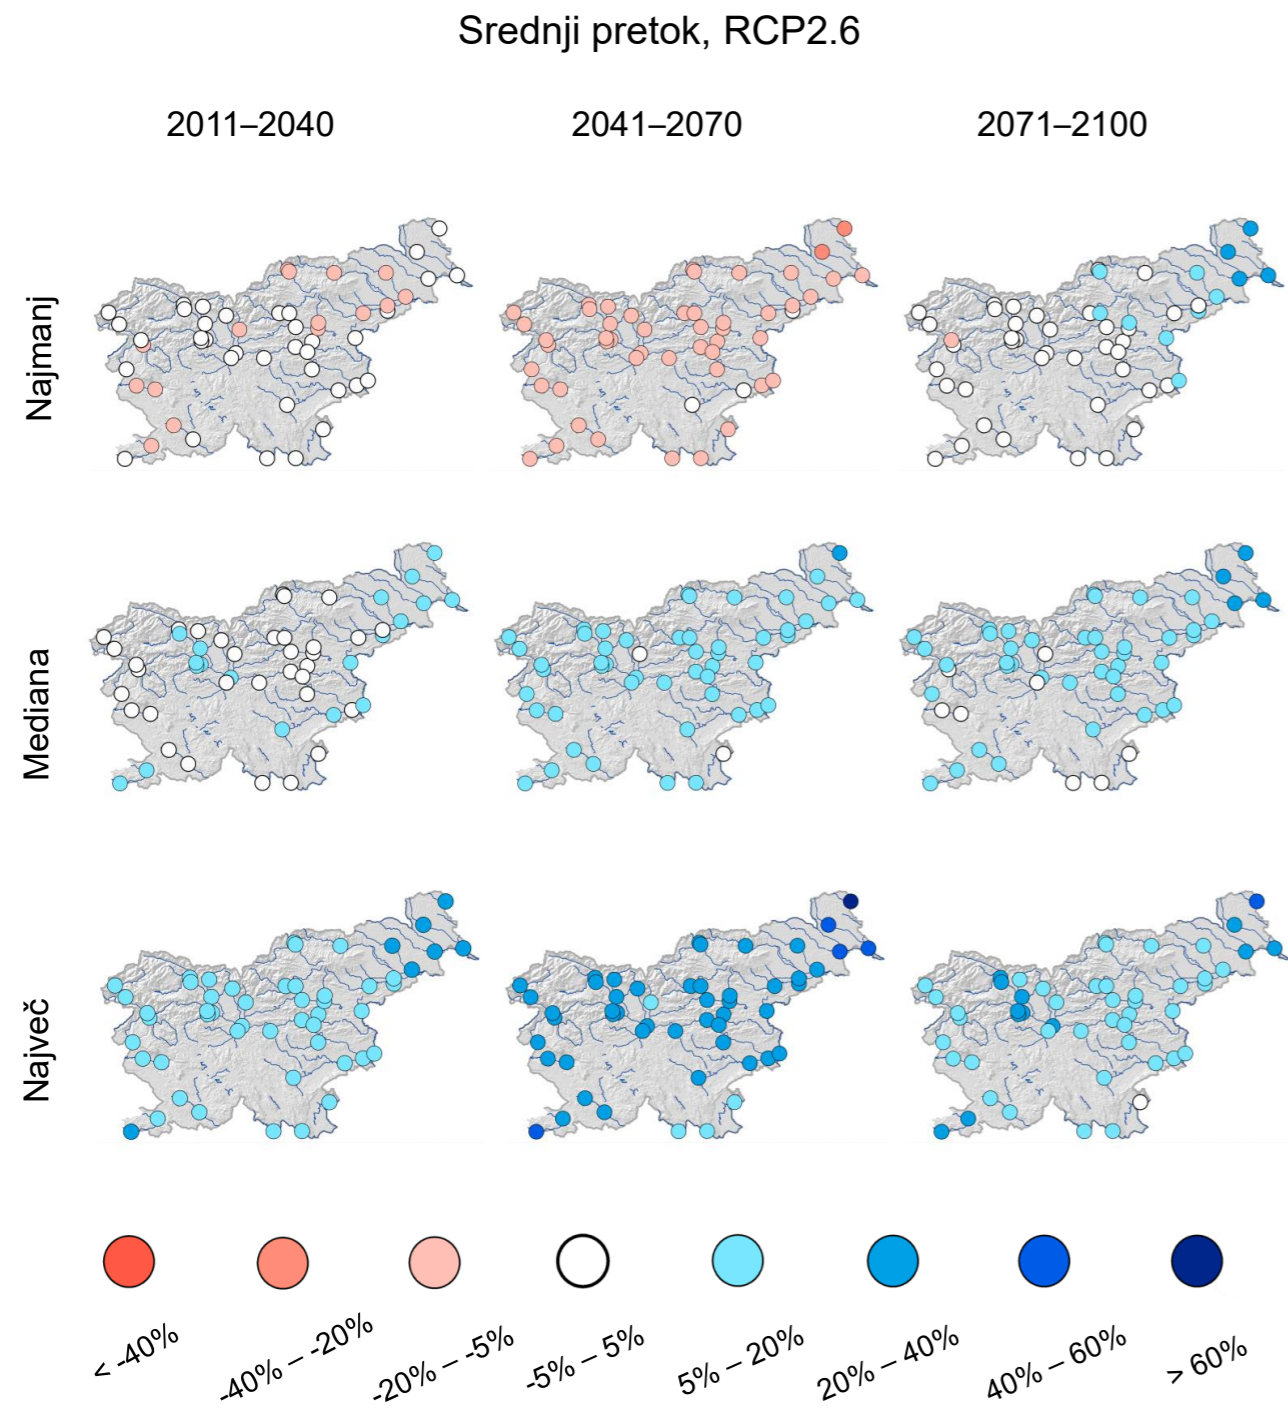 Srednji pretok, RCP2.6
2011–2040
2041–2070
2071–2100
Najmanj
Mediana
Največ
< -40%
-40% – -20%
-20% – -5%
-5% – 5%
5% – 20%
20% – 40%
40% – 60%
> 60%